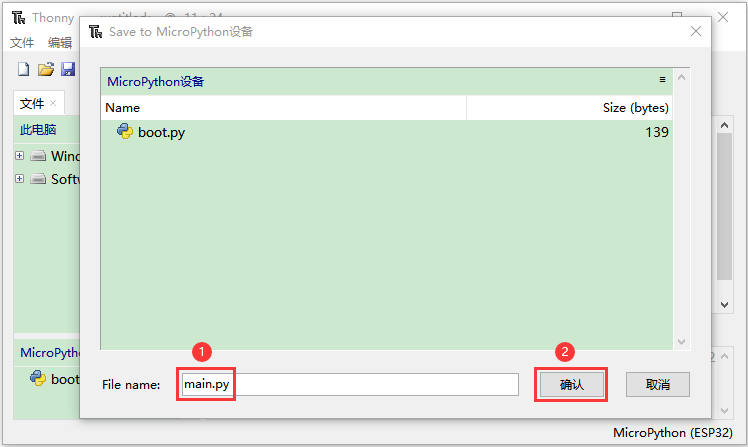 Thonny
Save to MicroPython设备
文件 编辑
文件
MicroPython设备
Name Size (bytes)
此电脑
boot.py 139
1
2
File name: main.py 确认 取消
boot
MicroPython (ESP32)